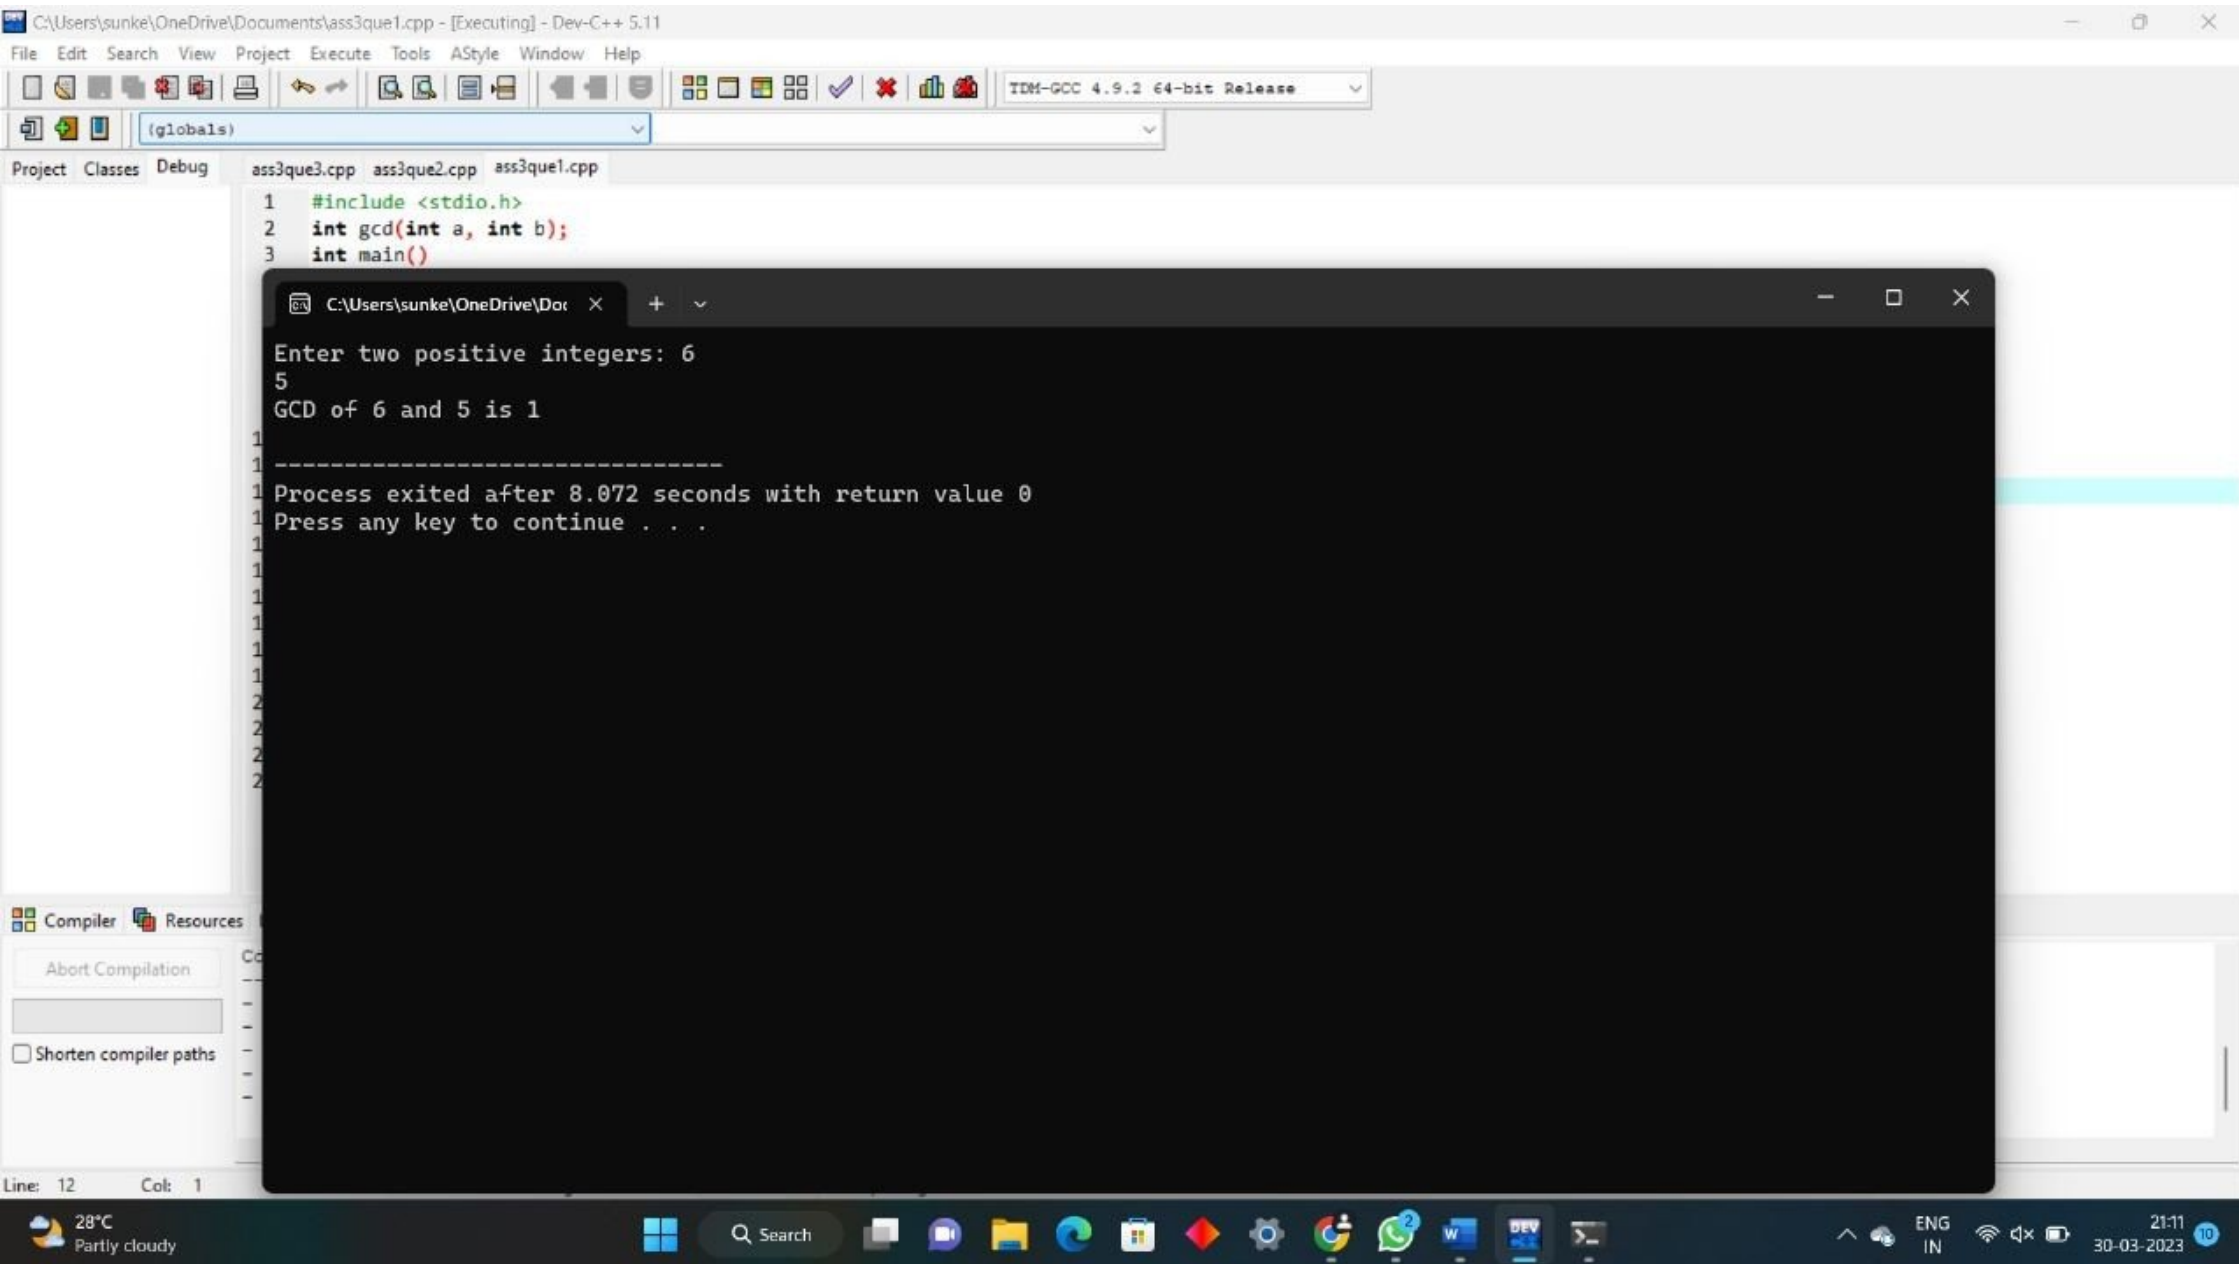 C:\Users\sunke\OneDrive\Documents\ass3que1.cpp - [Executing] - Dev-C++ 5.11
File Edit Search View Project Execute Tools AStyle Window Help
TDM-GCC 4.9.2 64-bit Release
(globals)
Project Classes Debug ass3que3.cpp ass3que2.cpp ass3que1.cpp
1 #include <stdio.h>
2 int gcd(int a, int b);
3 int main()
C:\Users\sunke\OneDrive\Doc
Enter two positive integers: 6
5
GCD of 6 and 5 is 1
--------------------------------
Process exited after 8.072 seconds with return value 0
Press any key to continue . . .
Compiler Resources
Abort Compilation
Shorten compiler paths
Line: 12 Col: 1
28°C
Partly cloudy
Search
2
W
DEV
ENG
IN
21:11
30-03-2023
10